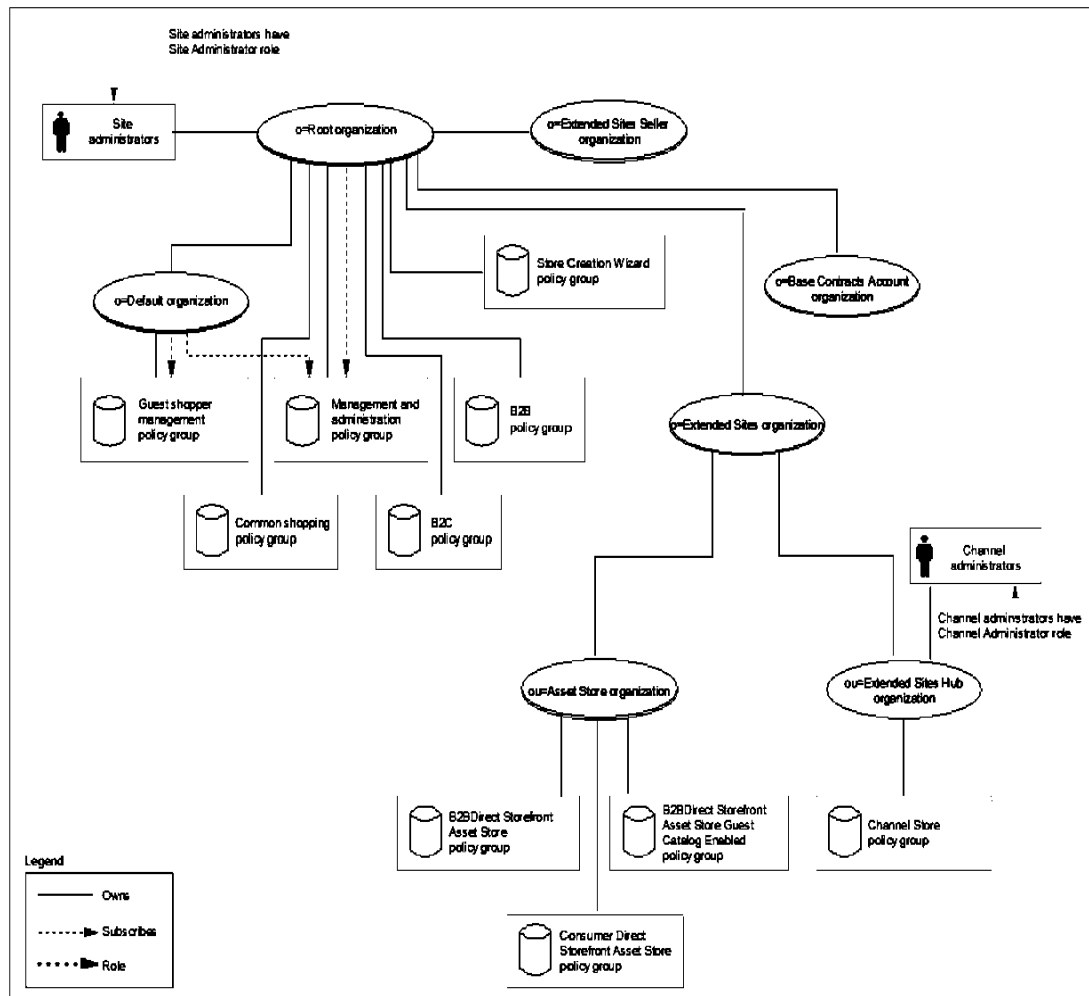 Site administrators have
Site Administrator role
Site
administrators
o=Root organization
o=Extended Sites Seller
organization
Store Creation Wizard
policy group
o=Base Contracts Account
organization
o=Default organization
Guest shopper
management
policy group
Management and
administration
policy group
B2B
policy group
o=Extended Sites organization
Common shopping
policy group
B2C
policy group
Channel
administrators
Channel adminstrators have
Channel Administrator role
ou=Asset Store organization
ou=Extended Sites Hub
organization
B2BDirect Storefront
Asset Store
policy group
B2BDirect Storefront
Asset Store Guest
Catalog Enabled
policy group
Channel Store
policy group
Legend
Owns
Subscribes
Role
Consumer Direct
Storefront Asset Store
policy group